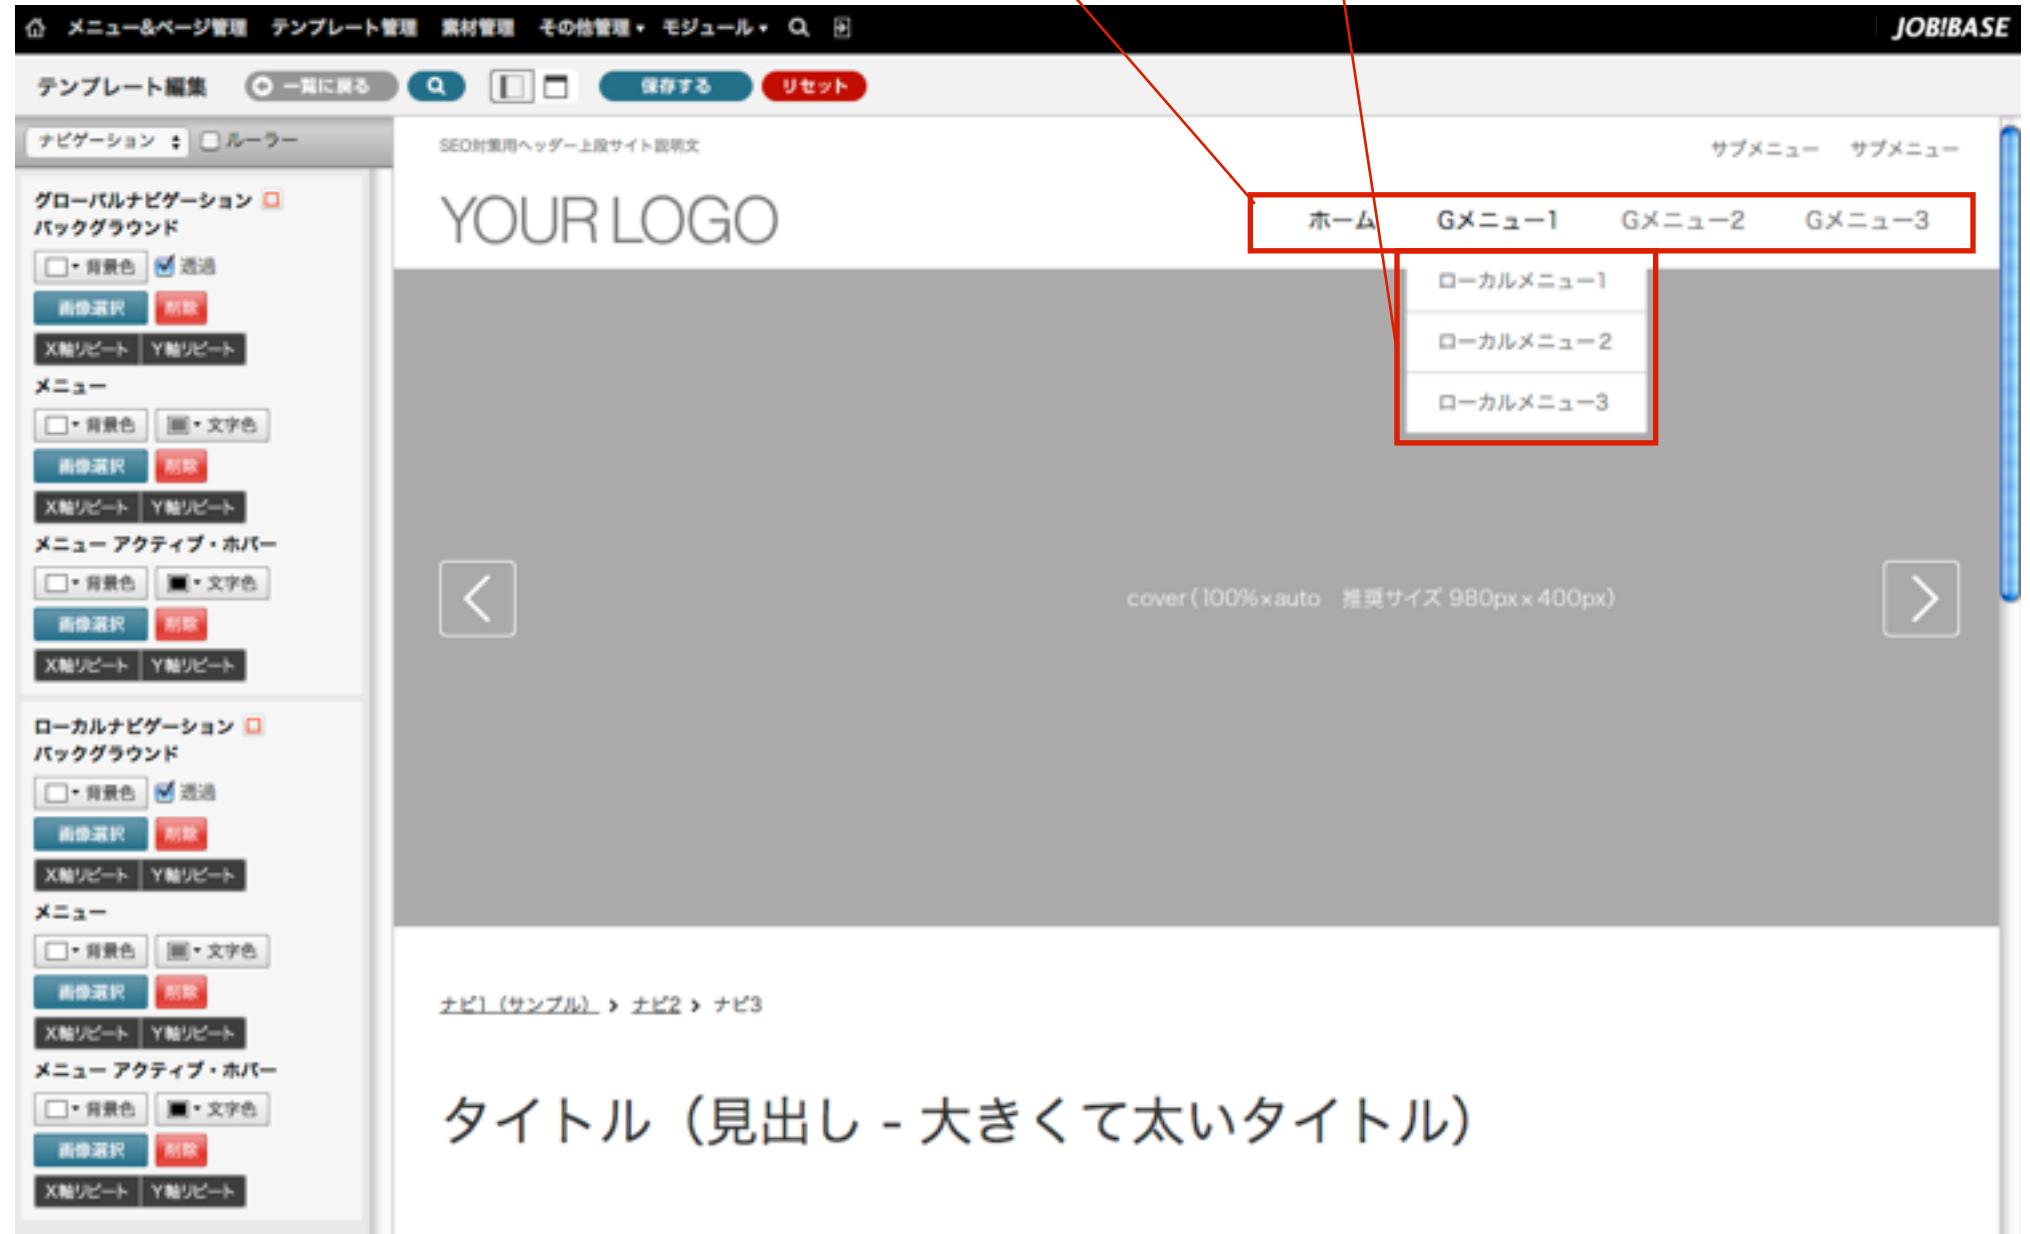 メニュー&ページ管理 テンプレート管理 素材管理 その他管理 モジュール JOB!BASE
テンプレート編集 一覧に戻る 保存する リセット
ナビゲーション ルーラー
SEO対策用ヘッダー上段サイト説明文
サブメニュー サブメニュー
YOUR LOGO
ホーム Gメニュー1 Gメニュー2 Gメニュー3
ローカルメニュー1
ローカルメニュー2
ローカルメニュー3
グローバルナビゲーション
バックグラウンド
背景色 透過
画像選択 削除
X軸リピート Y軸リピート
メニュー
背景色 文字色
画像選択 削除
X軸リピート Y軸リピート
メニュー アクティブ・ホバー
背景色 文字色
画像選択 削除
X軸リピート Y軸リピート
ローカルナビゲーション
バックグラウンド
背景色 透過
画像選択 削除
X軸リピート Y軸リピート
メニュー
背景色 文字色
画像選択 削除
X軸リピート Y軸リピート
メニュー アクティブ・ホバー
背景色 文字色
画像選択 削除
X軸リピート Y軸リピート
cover(100%×auto 推奨サイズ 980px×400px)
ナビ1（サンプル） > ナビ2 > ナビ3
タイトル（見出し - 大きくて太いタイトル）